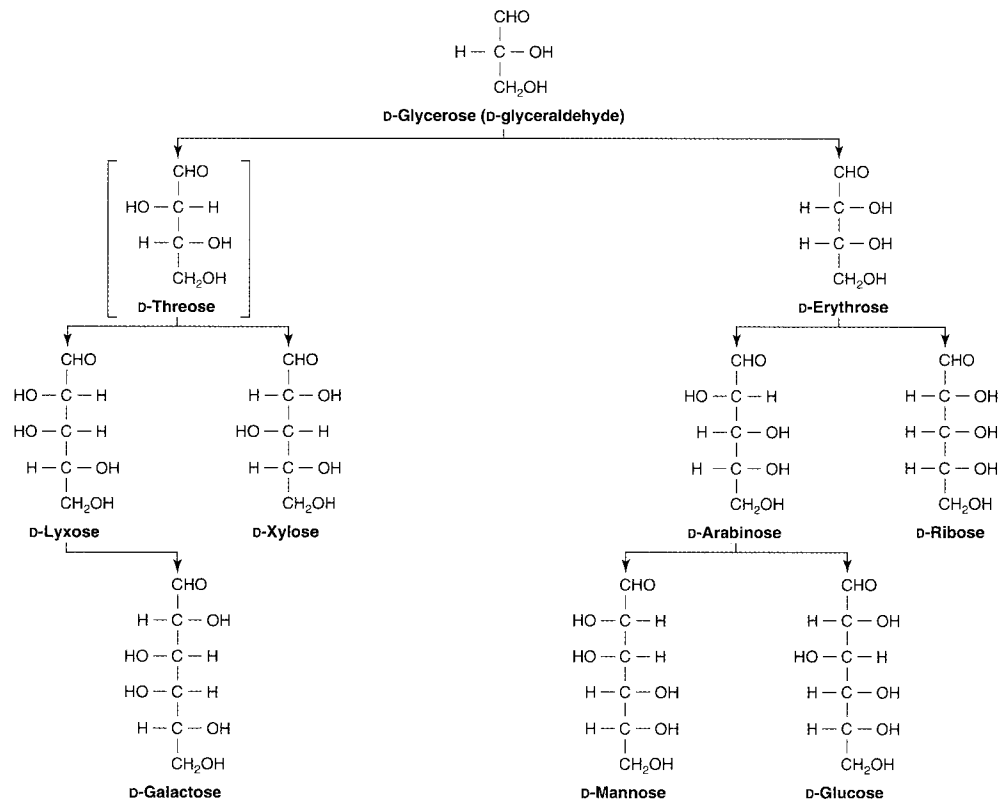 CHO
H — C — OH
CH₂OH
D-Glycerose (D-glyceraldehyde)
CHO
HO — C — H
H — C — OH
CH₂OH
D-Threose
CHO
H — C — OH
H — C — OH
CH₂OH
D-Erythrose
CHO
HO — C — H
HO — C — H
H — C — OH
CH₂OH
D-Lyxose
CHO
H — C — OH
HO — C — H
H — C — OH
CH₂OH
D-Xylose
CHO
HO — C — H
H — C — OH
H — C — OH
CH₂OH
D-Arabinose
CHO
H — C — OH
H — C — OH
H — C — OH
CH₂OH
D-Ribose
CHO
H — C — OH
HO — C — H
HO — C — H
H — C — OH
CH₂OH
D-Galactose
CHO
HO — C — H
HO — C — H
H — C — OH
H — C — OH
CH₂OH
D-Mannose
CHO
H — C — OH
HO — C — H
H — C — OH
H — C — OH
CH₂OH
D-Glucose